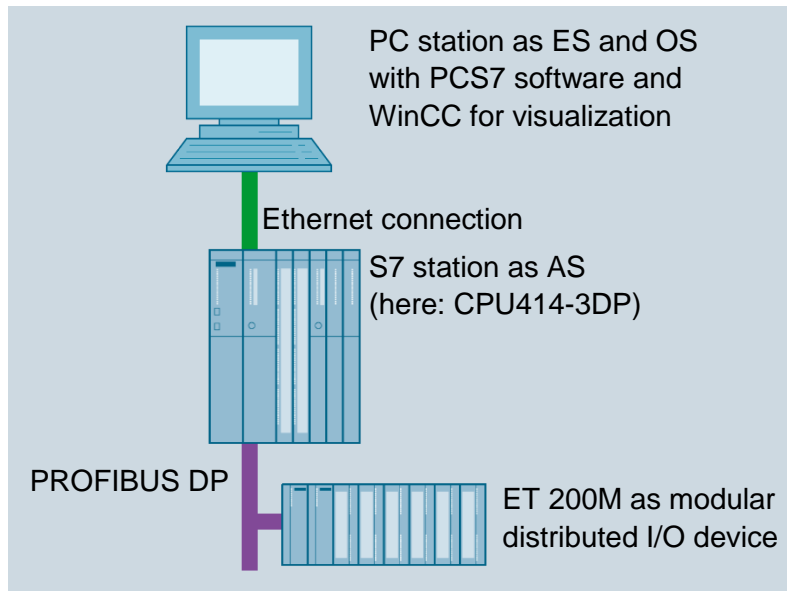 PC station as ES and OS
with PCS7 software and
WinCC for visualization
Ethernet connection
S7 station as AS
(here: CPU414-3DP)
PROFIBUS DP
ET 200M as modular
distributed I/O device